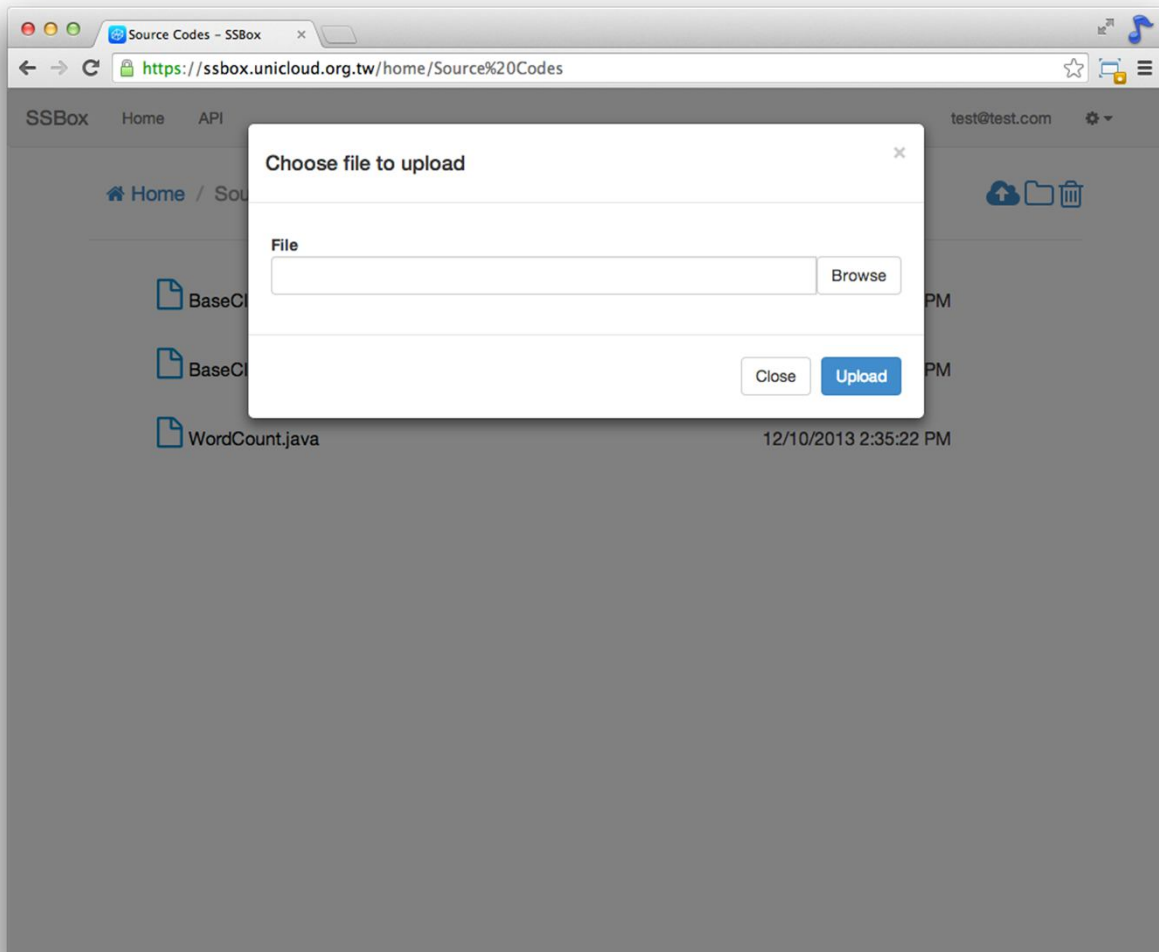 Source Codes - SSBox
https://ssbox.unicloud.org.tw/home/Source%20Codes
SSBox Home API test@test.com
Choose file to upload
Home / Sou
File
Browse
BaseCl PM
BaseCl PM
Close Upload
WordCount.java 12/10/2013 2:35:22 PM